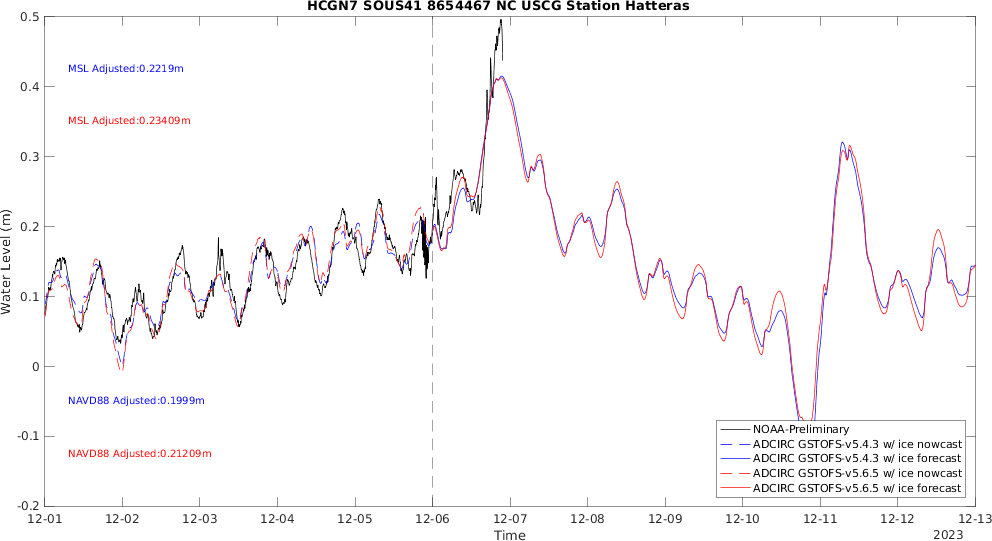 HCGN7 SOUS41 8654467 NC USCG Station Hatteras
0.5
0.4
0.3
0.2
0.1
0
-0.1
-0.2
Water Level (m)
MSL Adjusted:0.2219m
MSL Adjusted:0.23409m
NAVD88 Adjusted:0.1999m
NAVD88 Adjusted:0.21209m
NOAA-Preliminary
ADCIRC GSTOFS-v5.4.3 w/ ice nowcast
ADCIRC GSTOFS-v5.4.3 w/ ice forecast
ADCIRC GSTOFS-v5.6.5 w/ ice nowcast
ADCIRC GSTOFS-v5.6.5 w/ ice forecast
12-01 12-02 12-03 12-04 12-05 12-06 12-07 12-08 12-09 12-10 12-11 12-12 12-13
Time
2023